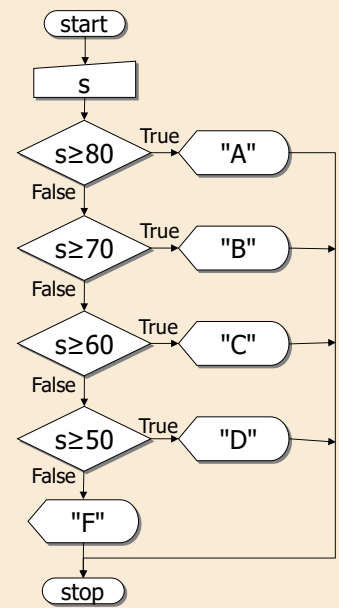 start
s
s≥80
True
"A"
False
s≥70
True
"B"
False
s≥60
True
"C"
False
s≥50
True
"D"
False
"F"
stop